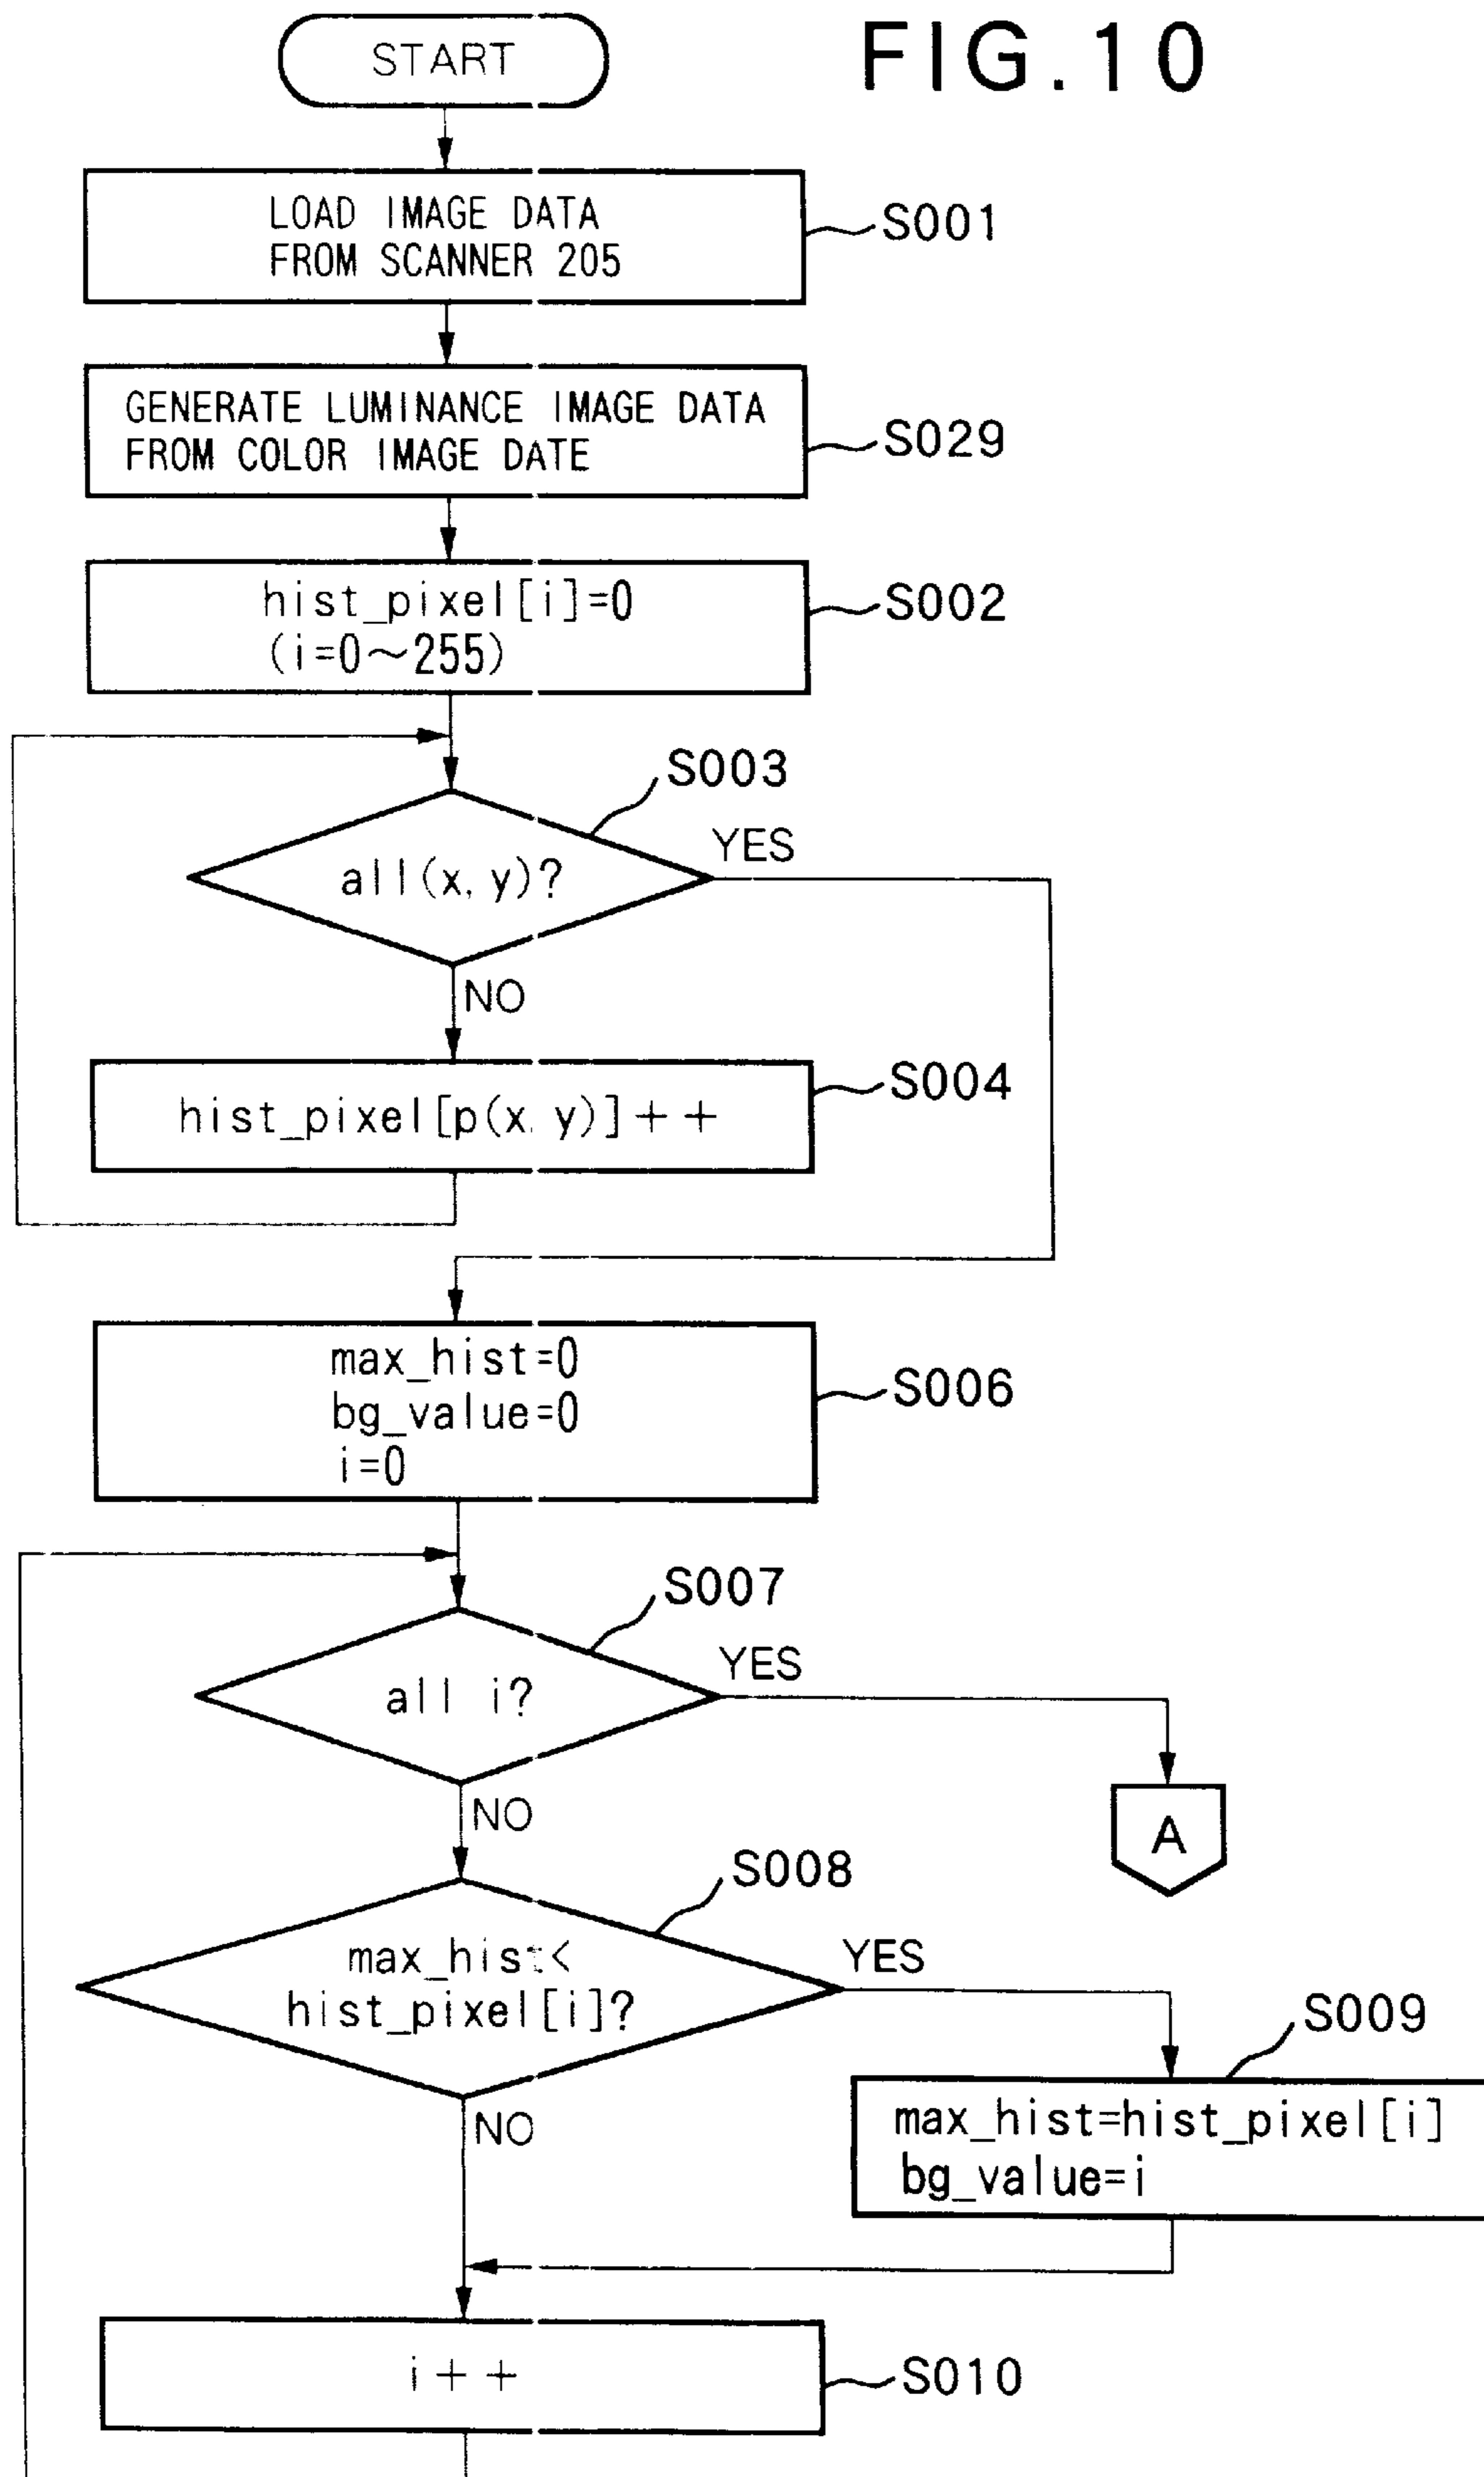 FIG.10
START
LOAD IMAGE DATA
FROM SCANNER 205
S001
GENERATE LUMINANCE IMAGE DATA
FROM COLOR IMAGE DATE
S029
hist_pixel[i]=0
(i=0~255)
S002
S003
all(x, y)?
YES
NO
hist_pixel[p(x, y)]++
S004
max_hist=0
bg_value=0
i=0
S006
S007
all i?
YES
NO
A
S008
max_hist<
hist_pixel[i]?
YES
NO
S009
max_hist=hist_pixel[i]
bg_value=i
i++
S010